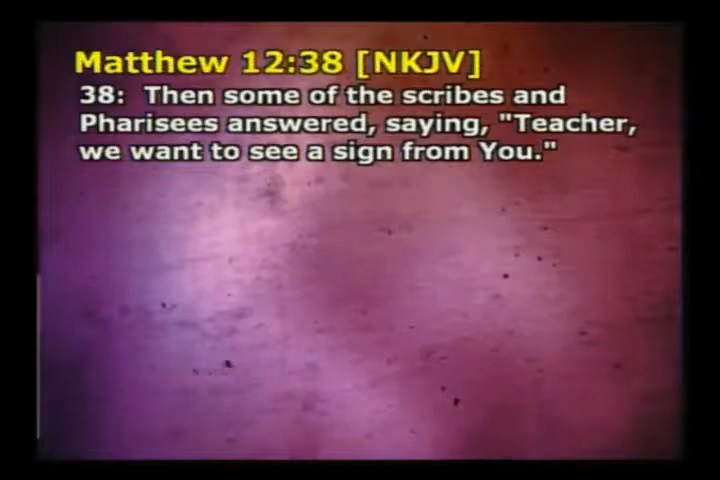 Matthew 12:38 [NKJV]
38: Then some of the scribes and
Pharisees answered, saying, "Teacher,
we want to see a sign from You."